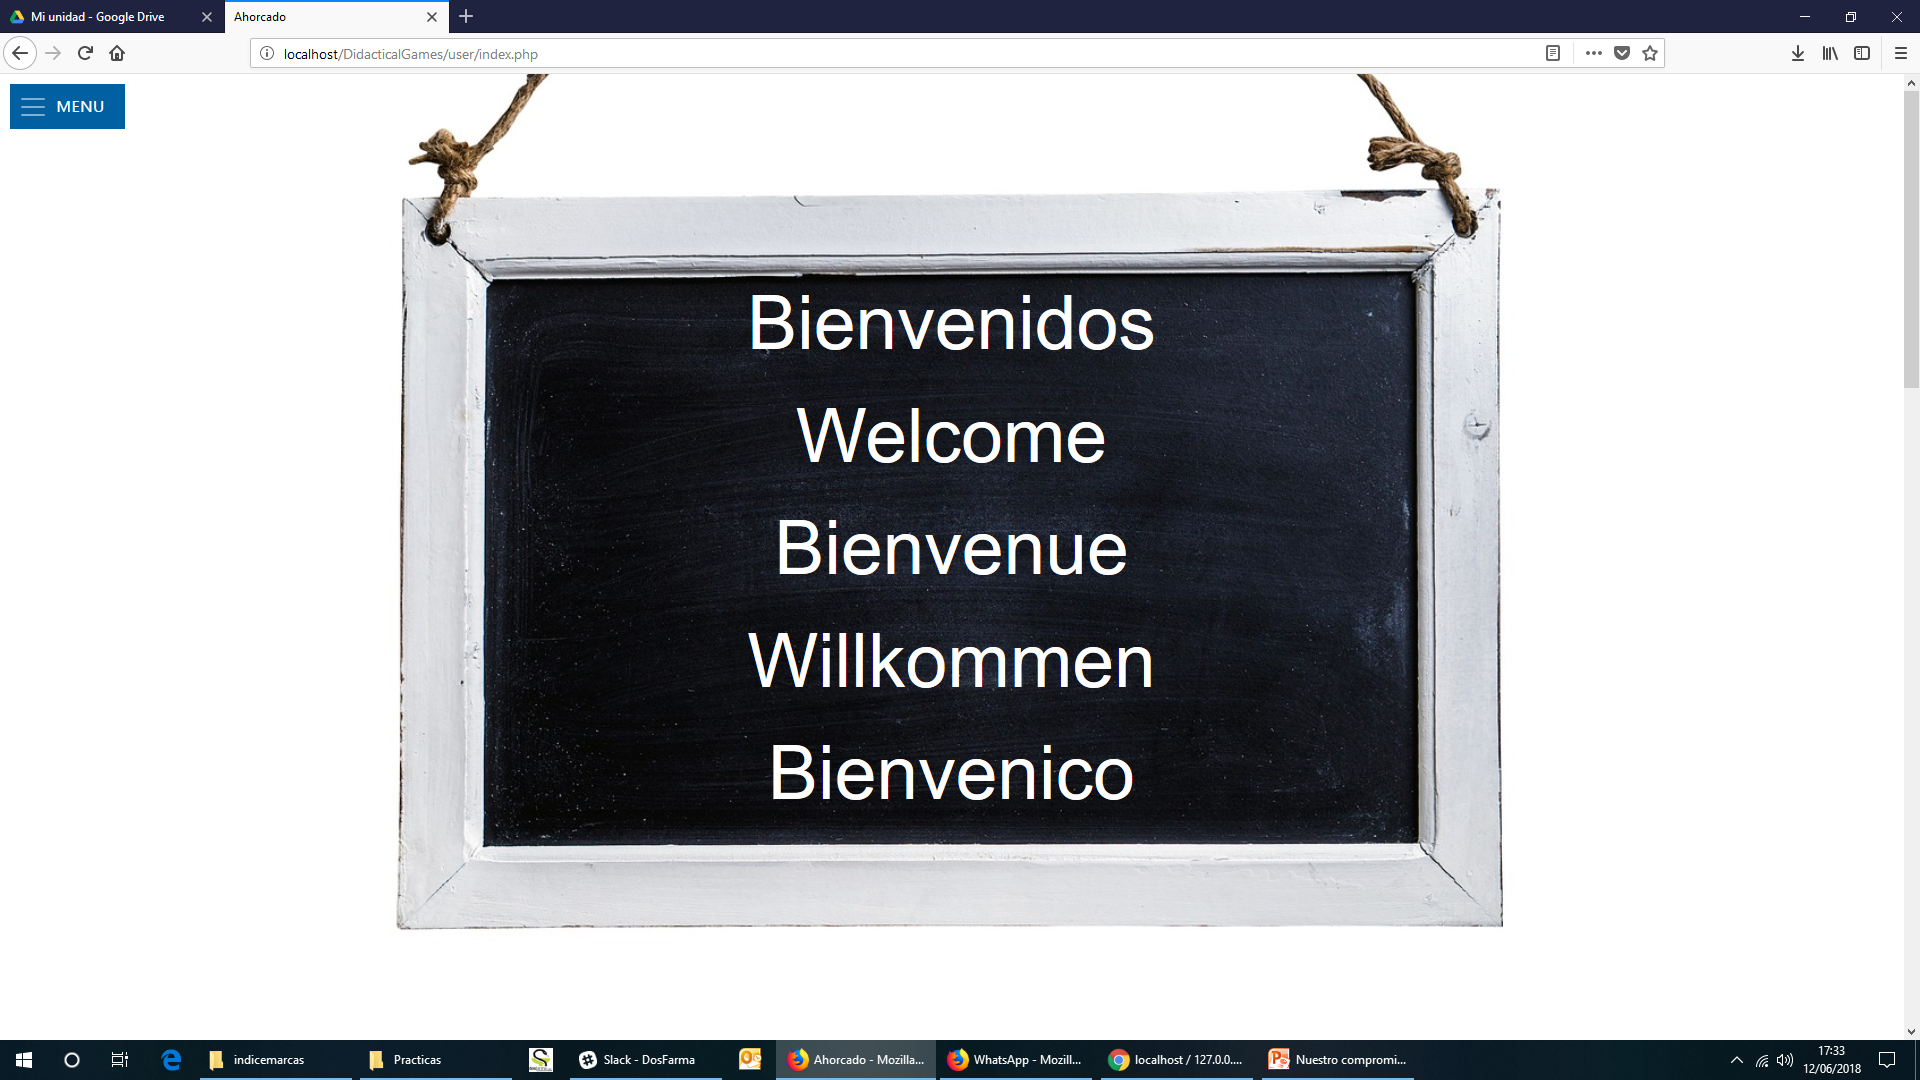 Mi unidad - Google Drive
Ahorcado
localhost/DidacticalGames/user/index.php
MENU
Bienvenidos
Welcome
Bienvenue
Willkommen
Bienvenico
indicemarcas
Practicas
Slack - DosFarma
Ahorcado - Mozilla...
WhatsApp - Mozill...
localhost / 127.0.0....
Nuestro compromi...
17:33
12/06/2018